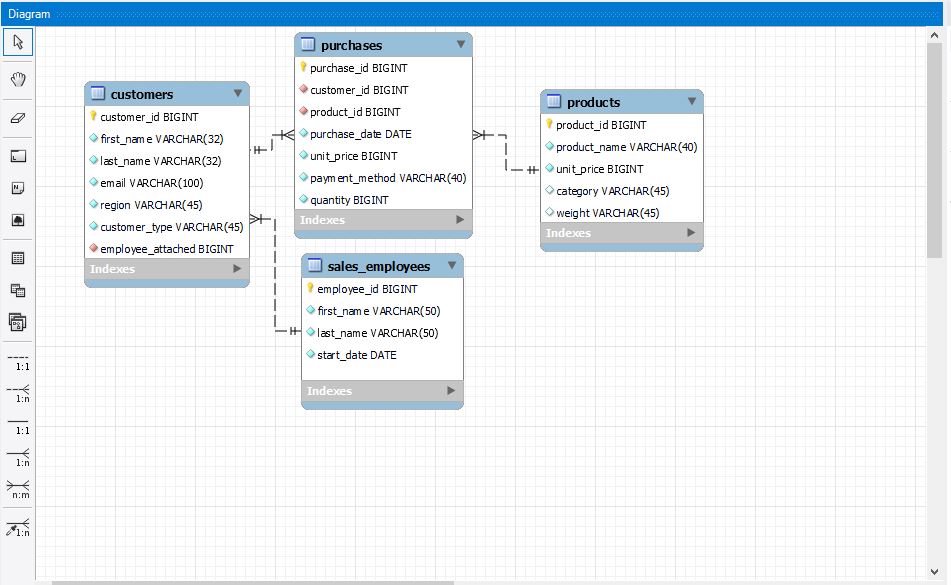 Diagram
customers
customer_id BIGINT
first_name VARCHAR(32)
last_name VARCHAR(32)
email VARCHAR(100)
region VARCHAR(45)
customer_type VARCHAR(45)
employee_attached BIGINT
Indexes
purchases
purchase_id BIGINT
customer_id BIGINT
product_id BIGINT
purchase_date DATE
unit_price BIGINT
payment_method VARCHAR(40)
quantity BIGINT
Indexes
products
product_id BIGINT
product_name VARCHAR(40)
unit_price BIGINT
category VARCHAR(45)
weight VARCHAR(45)
Indexes
sales_employees
employee_id BIGINT
first_name VARCHAR(50)
last_name VARCHAR(50)
start_date DATE
Indexes
1:1
1:n
1:1
1:n
n:m
1:n